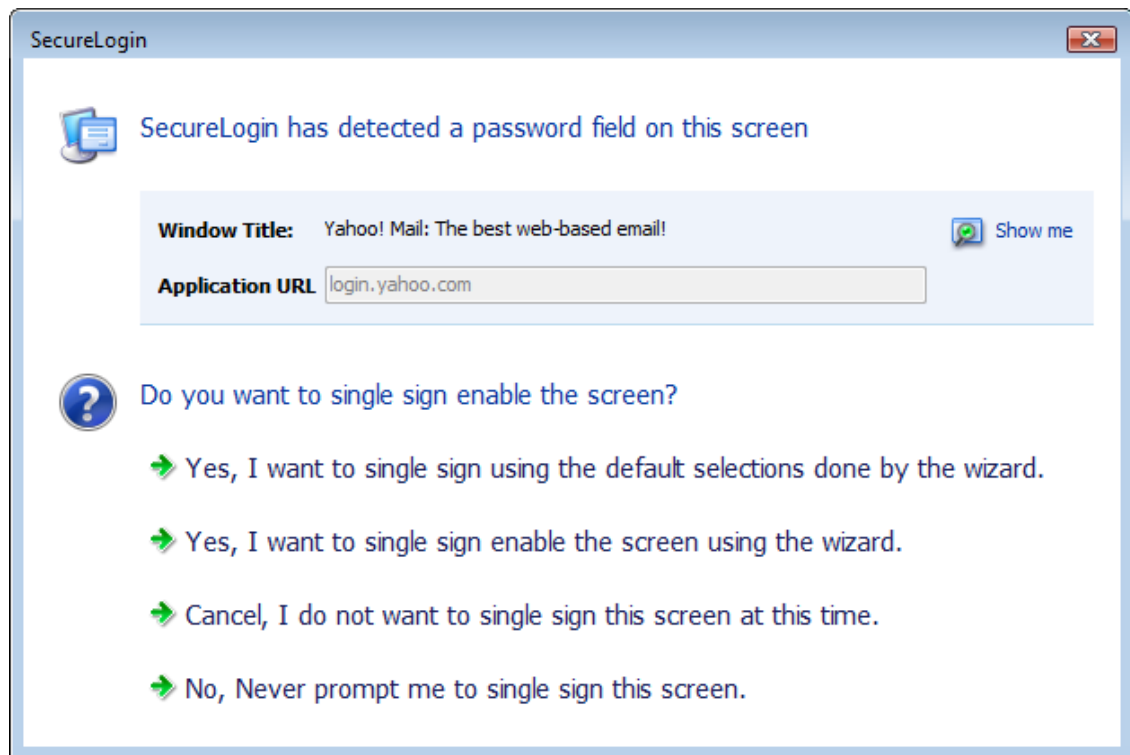 SecureLogin
SecureLogin has detected a password field on this screen
Window Title: Yahoo! Mail: The best web-based email! Show me
Application URL login.yahoo.com
Do you want to single sign enable the screen?
Yes, I want to single sign using the default selections done by the wizard.
Yes, I want to single sign enable the screen using the wizard.
Cancel, I do not want to single sign this screen at this time.
No, Never prompt me to single sign this screen.